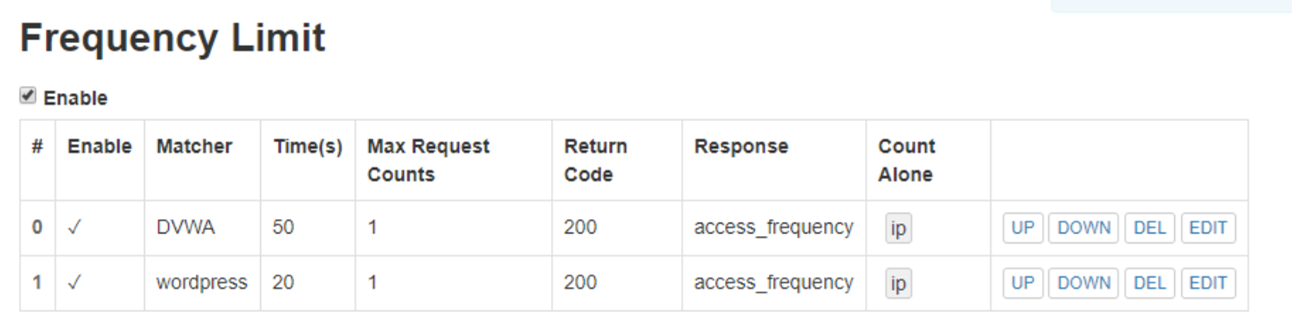 Frequency Limit
Enable
# Enable Matcher Time(s) Max Request Counts Return Code Response Count Alone
0 ✓ DVWA 50 1 200 access_frequency ip UP DOWN DEL EDIT
1 ✓ wordpress 20 1 200 access_frequency ip UP DOWN DEL EDIT